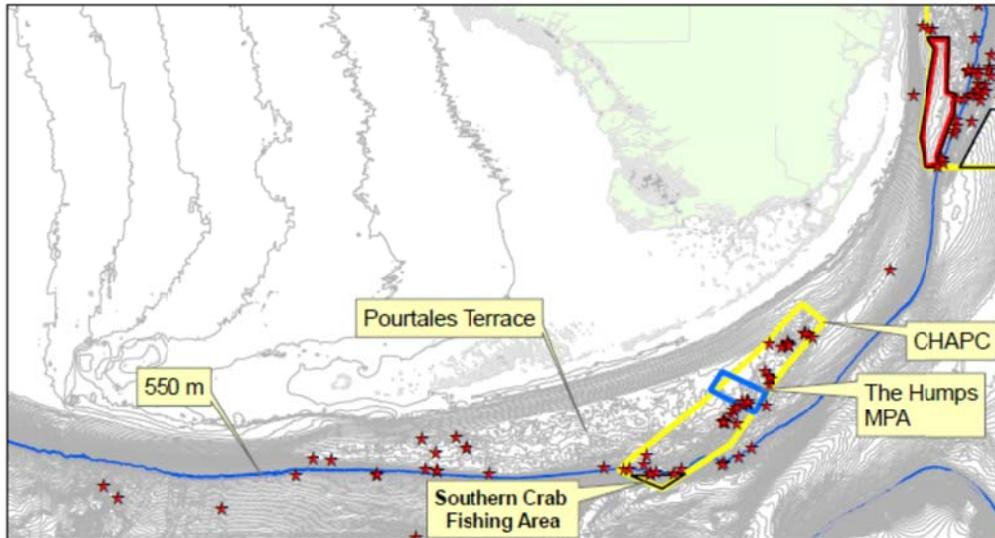 Pourtales Terrace
CHAPC
550 m
The Humps
MPA
Southern Crab
Fishing Area